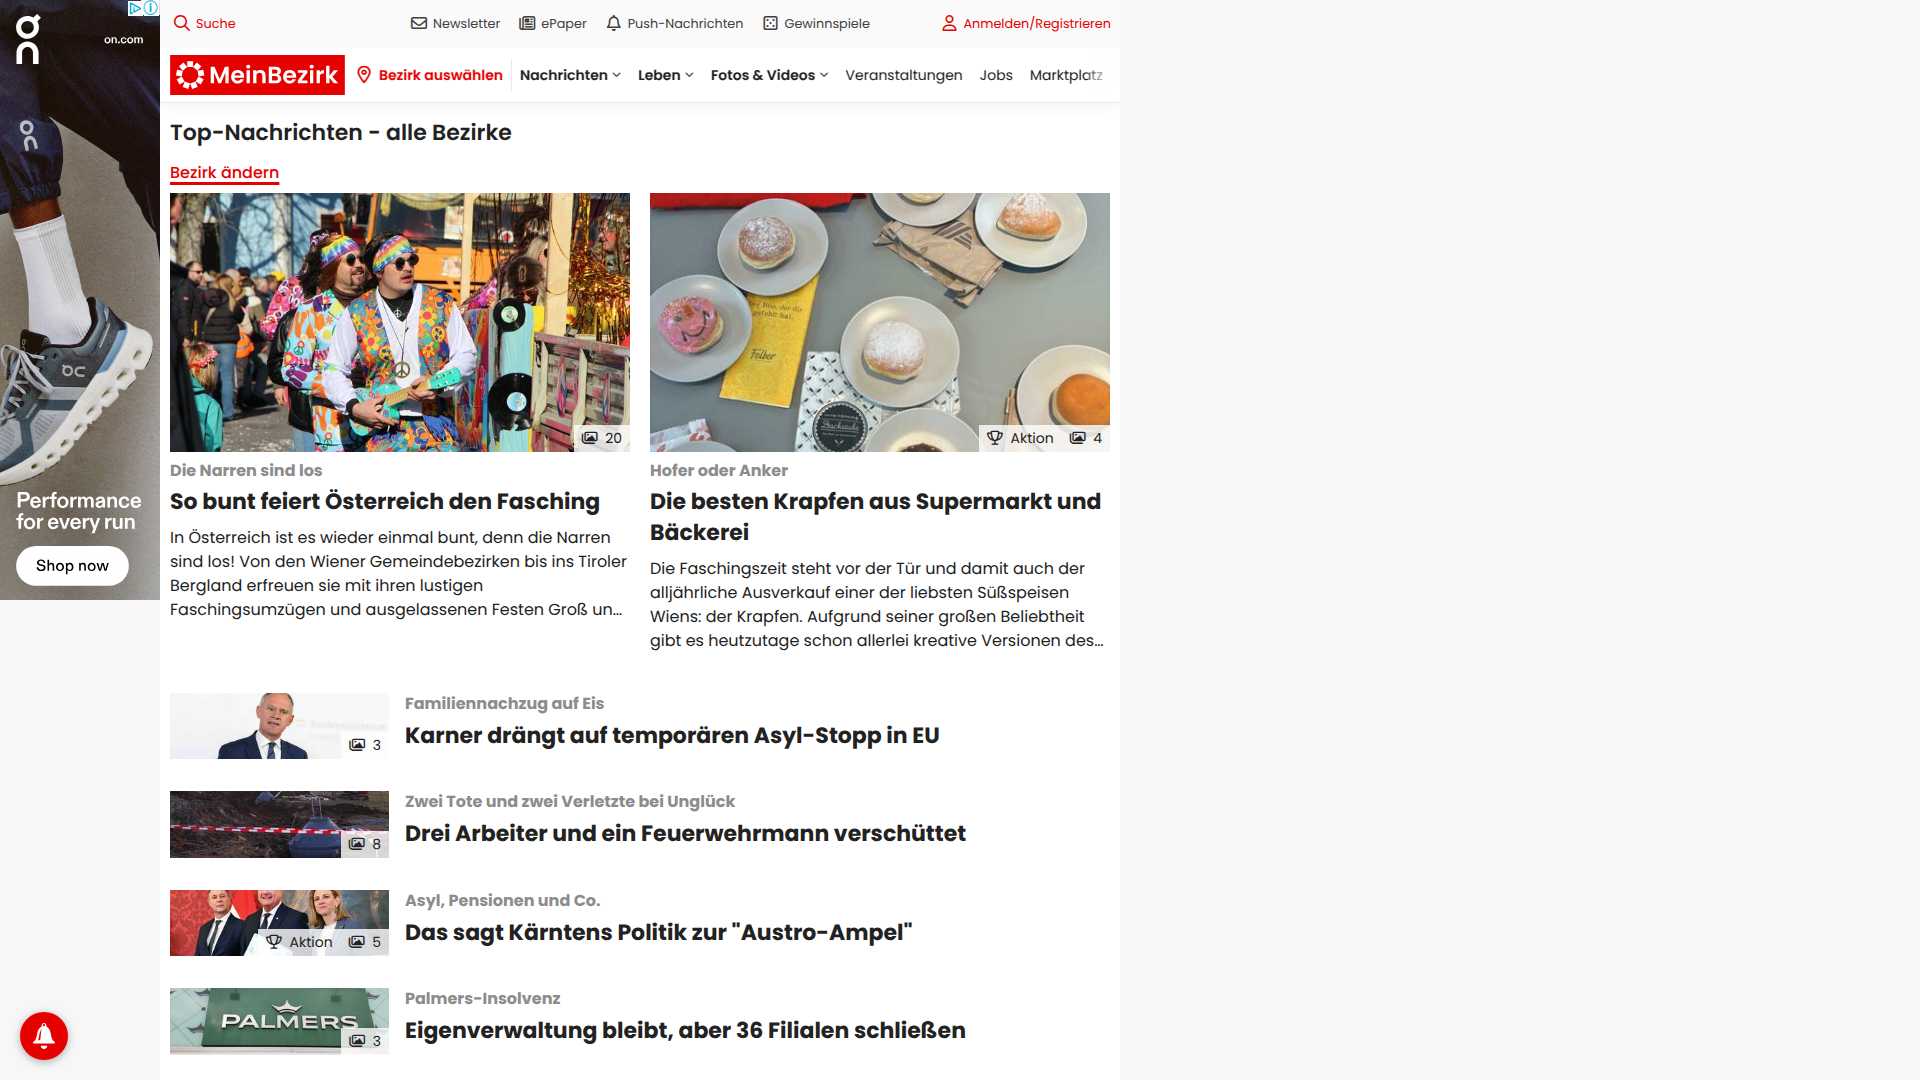 on.com
Performance
for every run
Shop now
Suche
Newsletter
ePaper
Push-Nachrichten
Gewinnspiele
Anmelden/Registrieren
MeinBezirk
Bezirk auswählen
Nachrichten
Leben
Fotos & Videos
Veranstaltungen
Jobs
Marktplatz
Top-Nachrichten - alle Bezirke
Bezirk ändern
20
Die Narren sind los
So bunt feiert Österreich den Fasching
In Österreich ist es wieder einmal bunt, denn die Narren
sind los! Von den Wiener Gemeindebezirken bis ins Tiroler
Bergland erfreuen sie mit ihren lustigen
Faschingsumzügen und ausgelassenen Festen Groß un...
Felber
Aktion
4
Hofer oder Anker
Die besten Krapfen aus Supermarkt und
Bäckerei
Die Faschingszeit steht vor der Tür und damit auch der
alljährliche Ausverkauf einer der liebsten Süßspeisen
Wiens: der Krapfen. Aufgrund seiner großen Beliebtheit
gibt es heutzutage schon allerlei kreative Versionen des...
3
Familiennachzug auf Eis
Karner drängt auf temporären Asyl-Stopp in EU
8
Zwei Tote und zwei Verletzte bei Unglück
Drei Arbeiter und ein Feuerwehrmann verschüttet
Aktion
5
Asyl, Pensionen und Co.
Das sagt Kärntens Politik zur "Austro-Ampel"
PALMERS
3
Palmers-Insolvenz
Eigenverwaltung bleibt, aber 36 Filialen schließen